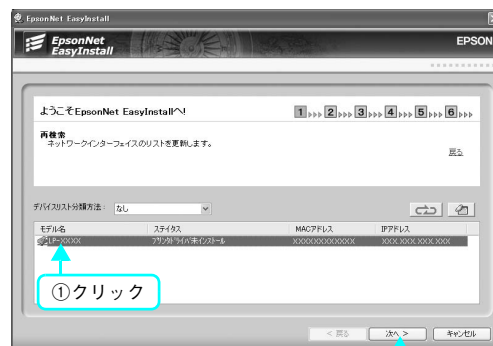 EpsonNet EasyInstall
EpsonNet
EasyInstall
EPSON
ようこそEpsonNet EasyInstallへ!
1 2 3 4 5 6
再検索
ネットワークインターフェイスのリストを更新します。
戻る
デバイスリスト分類方法: なし
モデル名 ステイタス MACアドレス IPアドレス
LP-XXXX プリンタドライバ未インストール XXXXXXXXXXXX XXX.XXX.XXX.XXX
①クリック
< 戻る 次へ > キャンセル